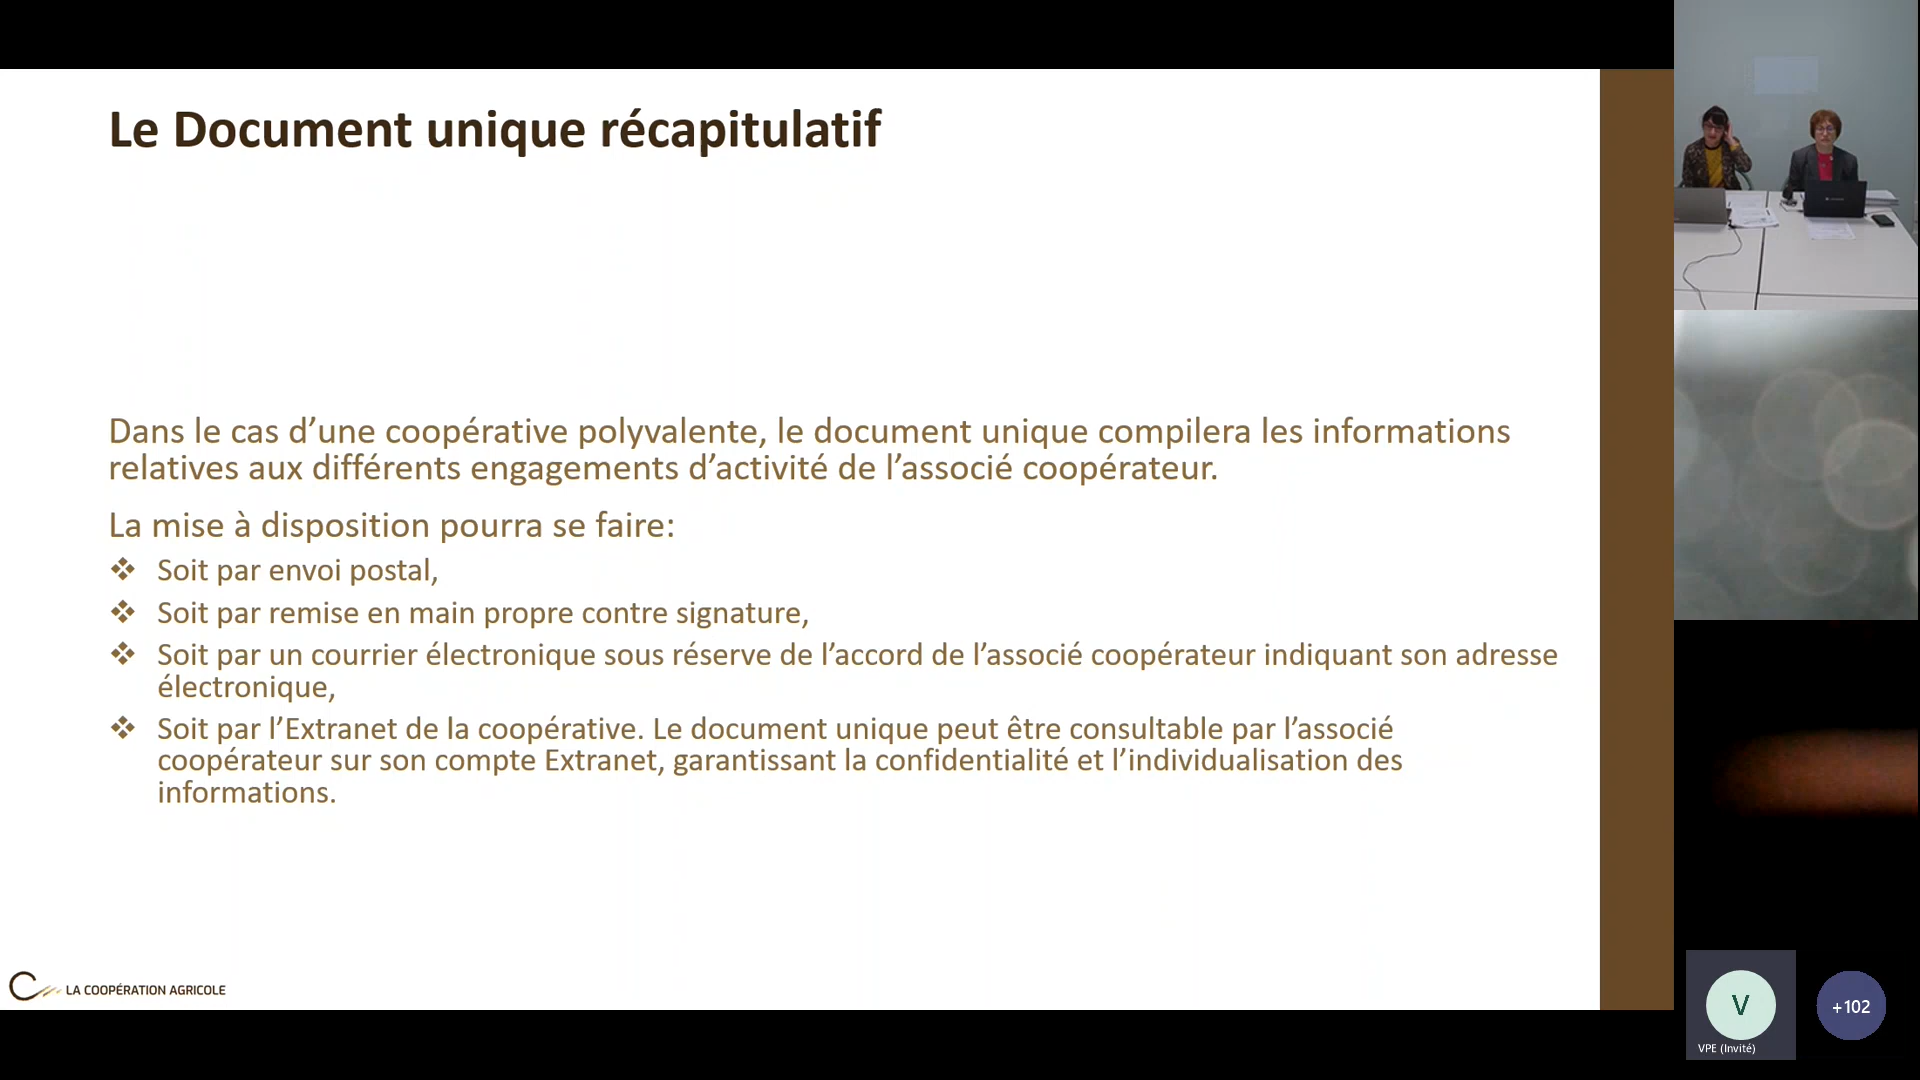 Le Document unique récapitulatif
Dans le cas d’une coopérative polyvalente, le document unique compilera les informations
relatives aux différents engagements d’activité de l’associé coopérateur.
La mise à disposition pourra se faire:
❖ Soit par envoi postal,
❖ Soit par remise en main propre contre signature,
❖ Soit par un courrier électronique sous réserve de l’accord de l’associé coopérateur indiquant son adresse
électronique,
❖ Soit par l’Extranet de la coopérative. Le document unique peut être consultable par l’associé
coopérateur sur son compte Extranet, garantissant la confidentialité et l’individualisation des
informations.
LA COOPÉRATION AGRICOLE
V
+102
VPE (Invité)